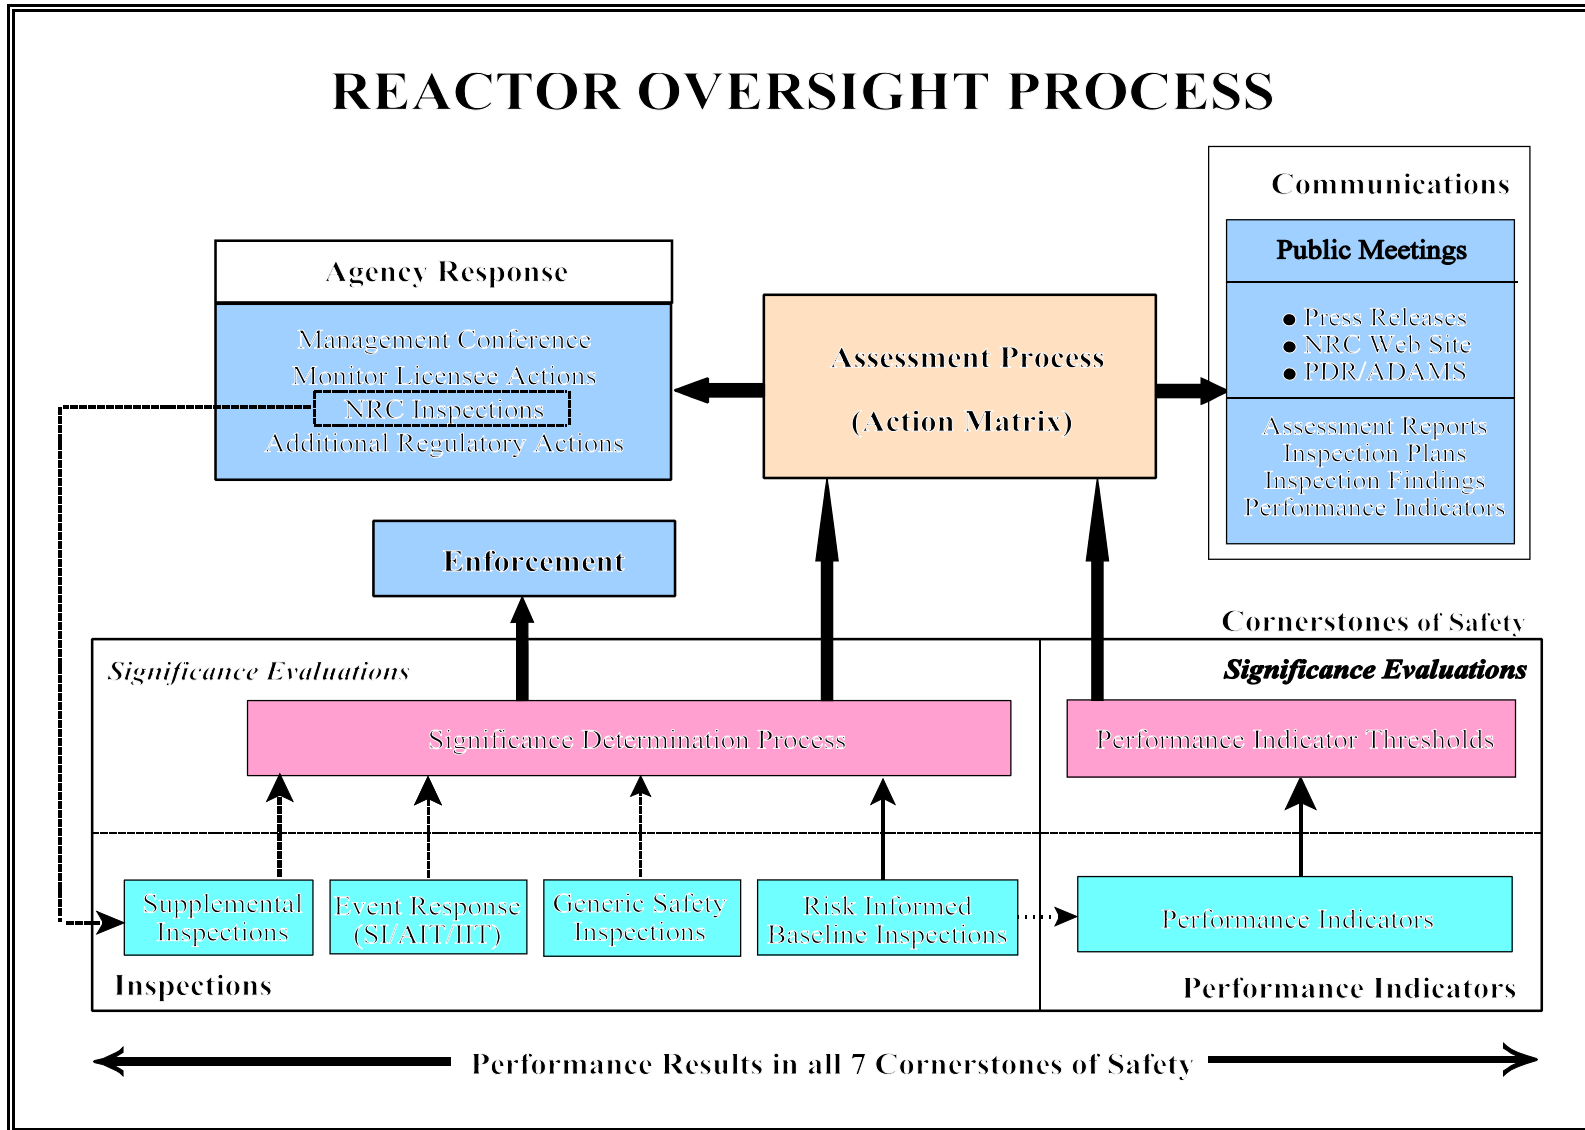 REACTOR OVERSIGHT PROCESS
Communications
Public Meetings
● Press Releases
● NRC Web Site
● PDR/ADAMS
Assessment Reports
Inspection Plans
Inspection Findings
Performance Indicators
Agency Response
Management Conference
Monitor Licensee Actions
NRC Inspections
Additional Regulatory Actions
Assessment Process
(Action Matrix)
Enforcement
Cornerstones of Safety
Significance Evaluations
Significance Evaluations
Significance Determination Process
Performance Indicator Thresholds
Supplemental
Inspections
Event Response
(SI/AIT/IIT)
Generic Safety
Inspections
Risk Informed
Baseline Inspections
Performance Indicators
Inspections
Performance Indicators
Performance Results in all 7 Cornerstones of Safety